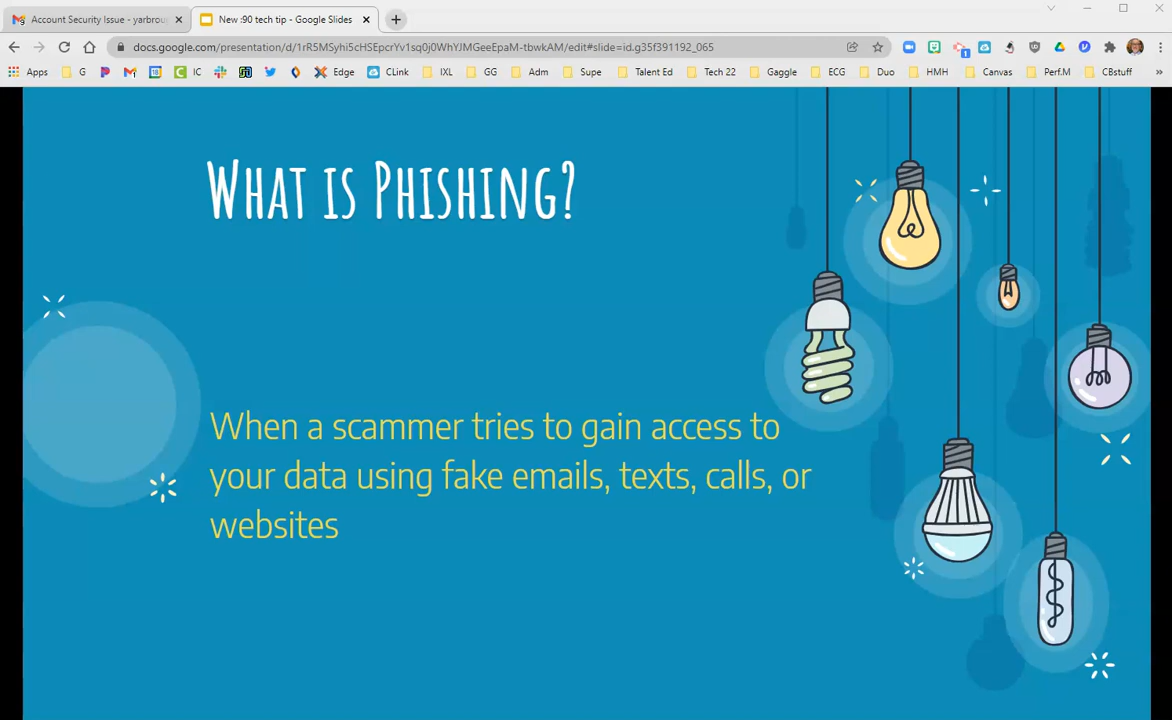 Account Security Issue - yarbrou
New :90 tech tip - Google Slides
docs.google.com/presentation/d/1rR5MSyhi5cHSEpcrYv1sq0j0WhYJMGeeEpaM-tbwkAM/edit#slide=id.g35f391192_065
Apps G IC Edge CLink IXL GG Adm Supe Talent Ed Tech 22 Gaggle ECG Duo HMH Canvas Perf.M CBstuff
What is Phishing?
When a scammer tries to gain access to
your data using fake emails, texts, calls, or
websites